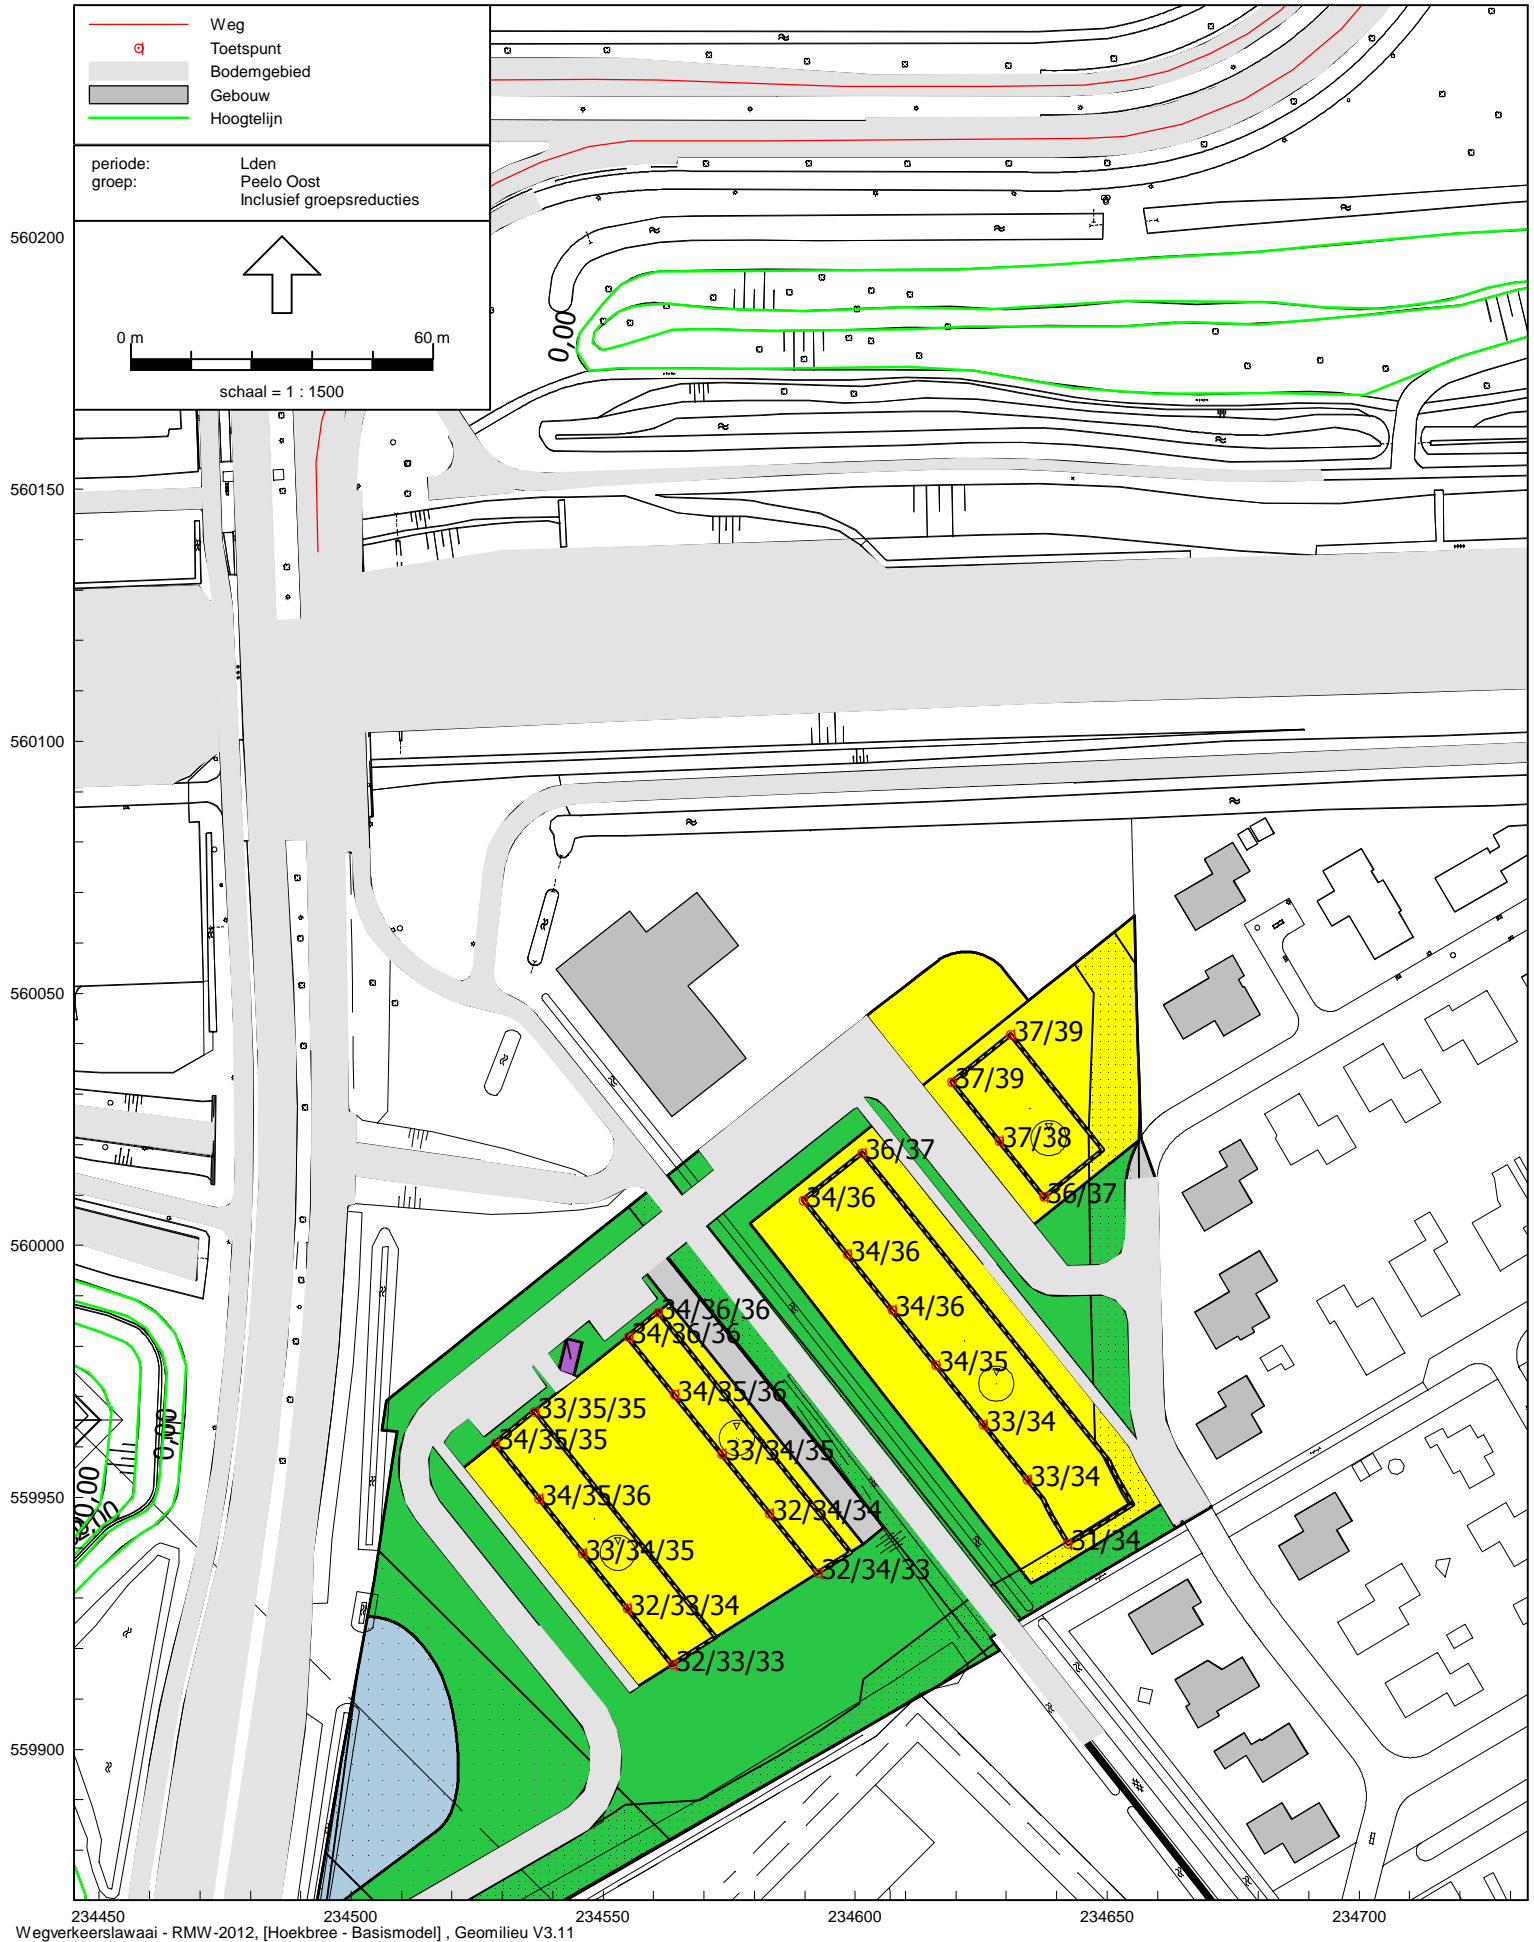 Weg
Toetspunt
Bodemgebied
Gebouw
Hoogtelijn
periode: Lden
groep: Peelo Oost
Inclusief groepsreducties
0 m 60 m
schaal = 1 : 1500
560200
0,00
560150
560100
560050
37/39
37/39
37/38
36/37
36/37
34/36
560000
34/36
34/36
34/36/36
34/36/36
34/35
34/35/36
33/35/35
33/34
34/35/35
33/34/35
0,00
33/34
559950
34/35/36
32/34/34
0,00
31/34
33/34/35
32/34/33
32/33/34
32/33/33
559900
234450 234500 234550 234600 234650 234700
Wegverkeerslawaai - RMW-2012, [Hoekbree - Basismodel] , Geomilieu V3.11